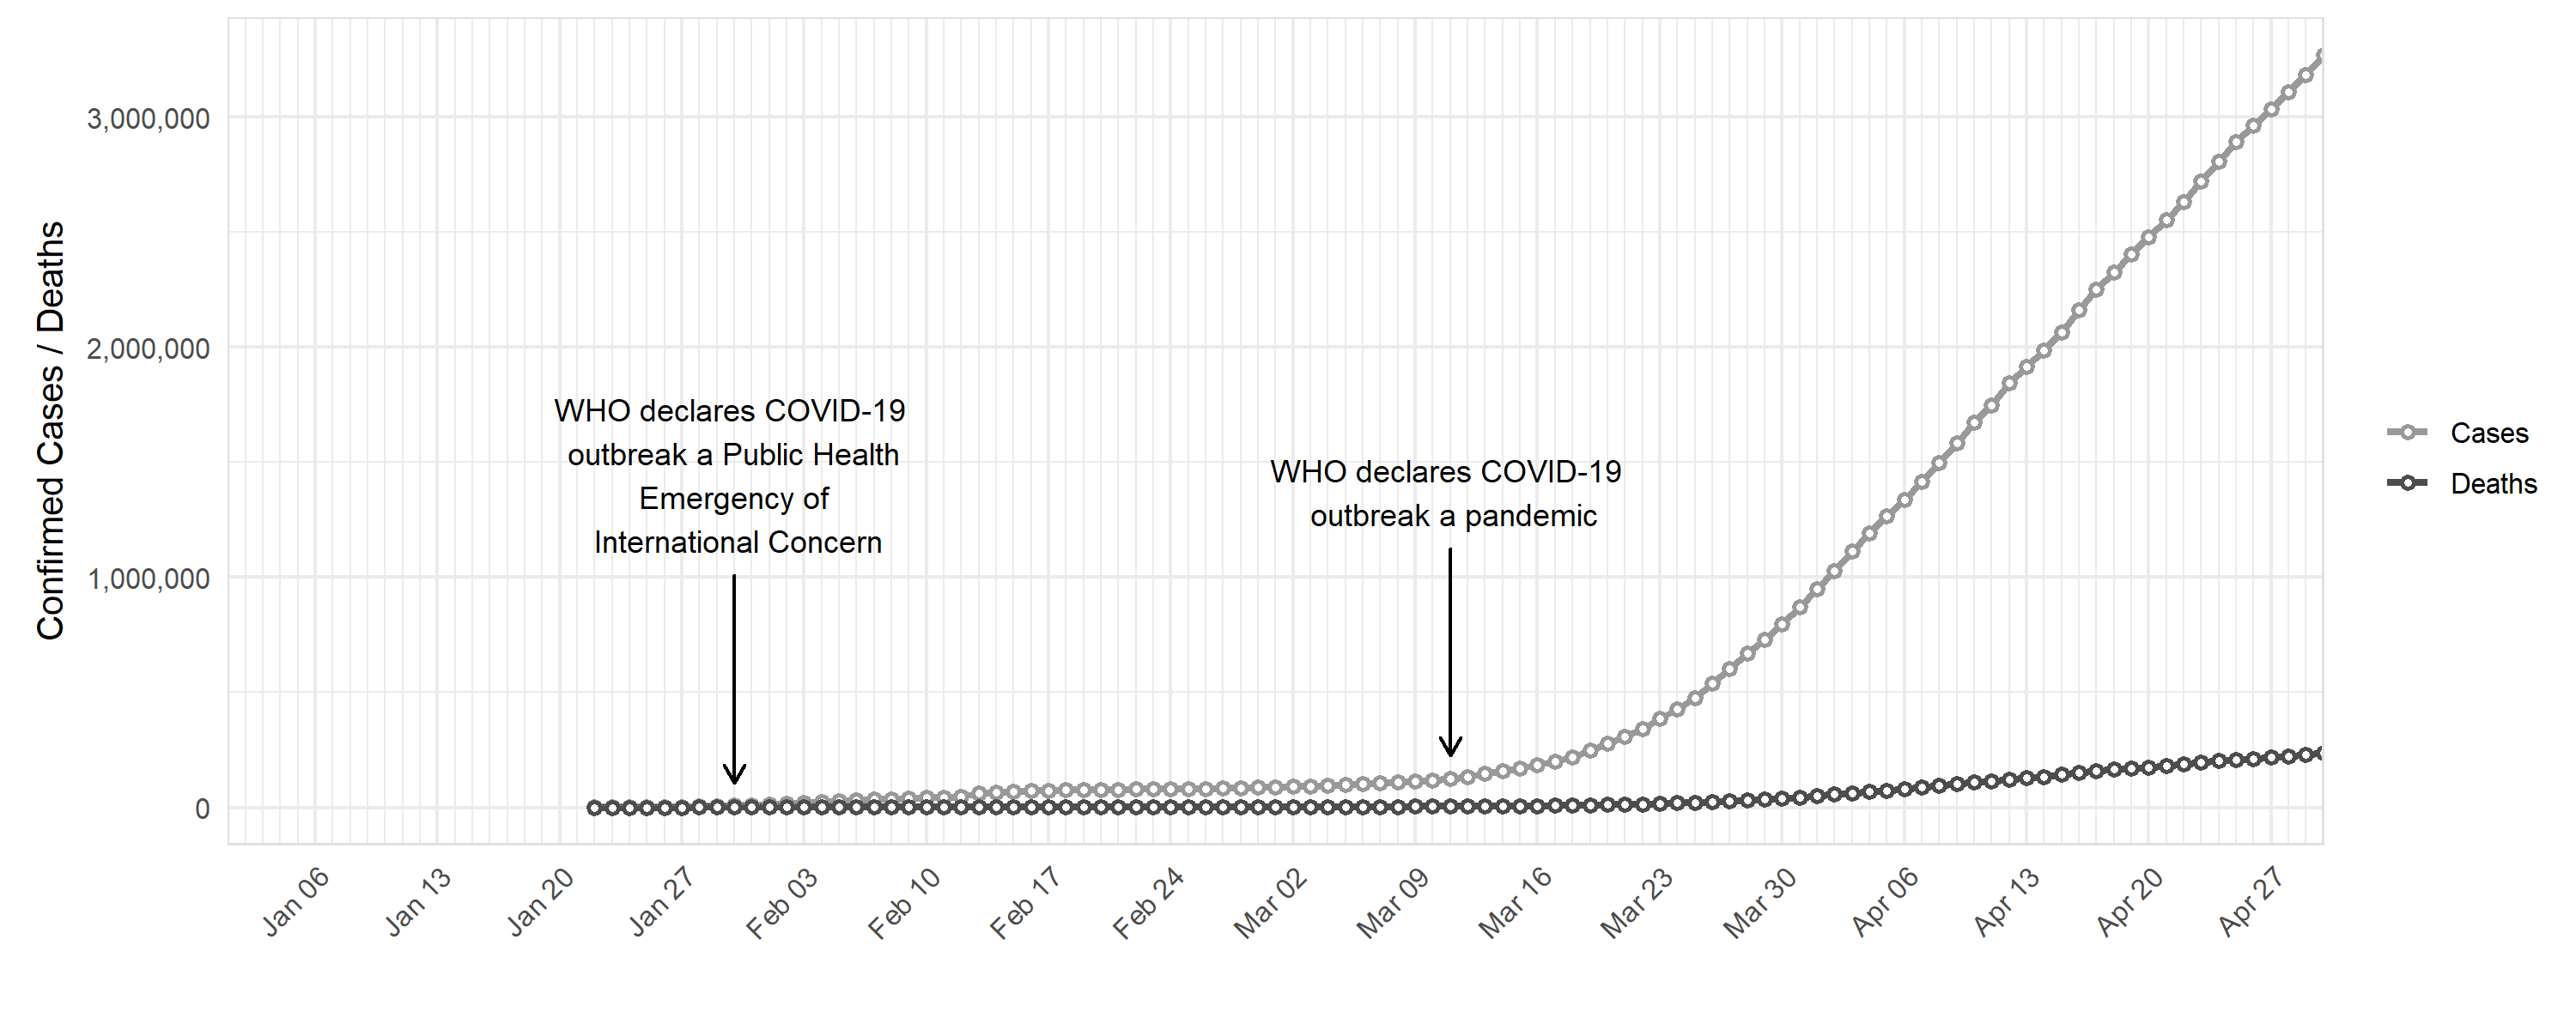 Confirmed Cases / Deaths
3,000,000
2,000,000
1,000,000
0
WHO declares COVID-19
outbreak a Public Health
Emergency of
International Concern
WHO declares COVID-19
outbreak a pandemic
Cases
Deaths
Jan 06
Jan 13
Jan 20
Jan 27
Feb 03
Feb 10
Feb 17
Feb 24
Mar 02
Mar 09
Mar 16
Mar 23
Mar 30
Apr 06
Apr 13
Apr 20
Apr 27